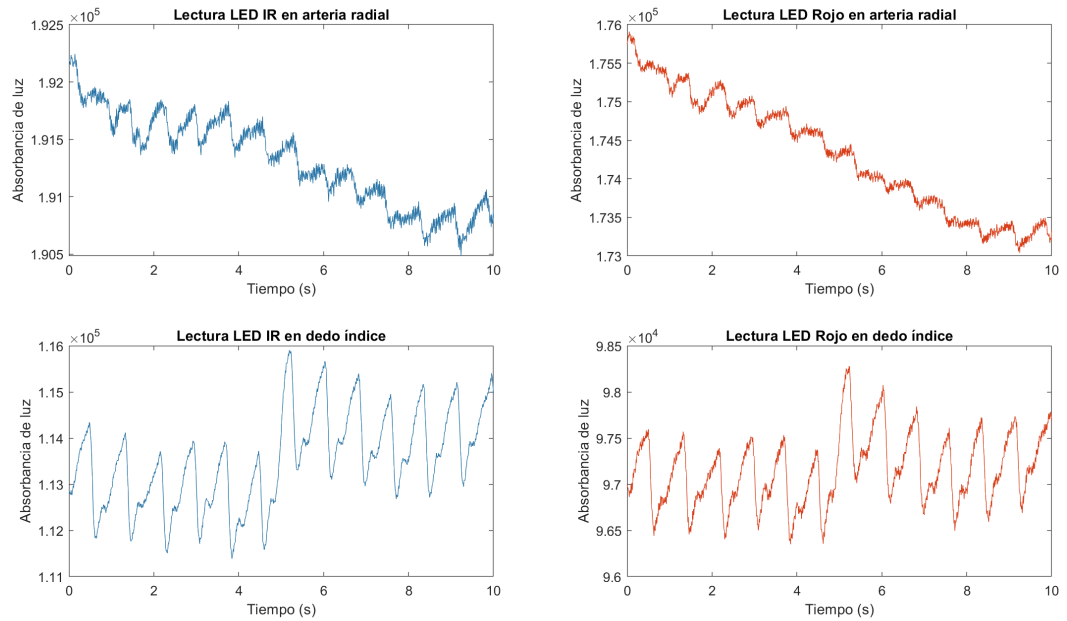 Lectura LED IR en arteria radial
×10⁵
1.925
1.92
1.915
1.91
1.905
Absorbancia de luz
0 2 4 6 8 10
Tiempo (s)
Lectura LED Rojo en arteria radial
×10⁵
1.76
1.755
1.75
1.745
1.74
1.735
1.73
Absorbancia de luz
0 2 4 6 8 10
Tiempo (s)
Lectura LED IR en dedo índice
×10⁵
1.16
1.15
1.14
1.13
1.12
1.11
Absorbancia de luz
0 2 4 6 8 10
Tiempo (s)
Lectura LED Rojo en dedo índice
×10⁴
9.85
9.8
9.75
9.7
9.65
9.6
Absorbancia de luz
0 2 4 6 8 10
Tiempo (s)